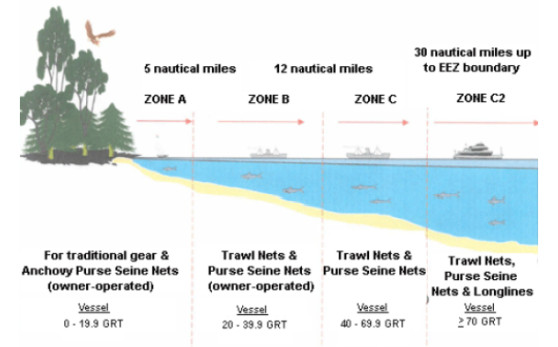 5 nautical miles
12 nautical miles
30 nautical miles up
to EEZ boundary
ZONE A
ZONE B
ZONE C
ZONE C2
For traditional gear &
Anchovy Purse Seine Nets
(owner-operated)
Vessel
0 - 19.9 GRT
Trawl Nets &
Purse Seine Nets
(owner-operated)
Vessel
20 - 39.9 GRT
Trawl Nets &
Purse Seine Nets
Vessel
40 - 69.9 GRT
Trawl Nets,
Purse Seine
Nets & Longlines
Vessel
≥ 70 GRT